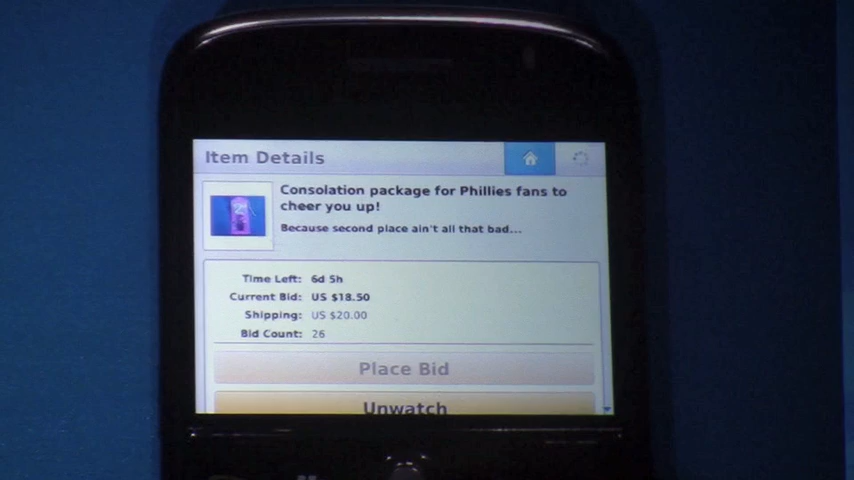 Item Details
Consolation package for Phillies fans to
cheer you up!
Because second place ain't all that bad...
Time Left: 6d 5h
Current Bid: US $18.50
Shipping: US $20.00
Bid Count: 26
Place Bid
Unwatch